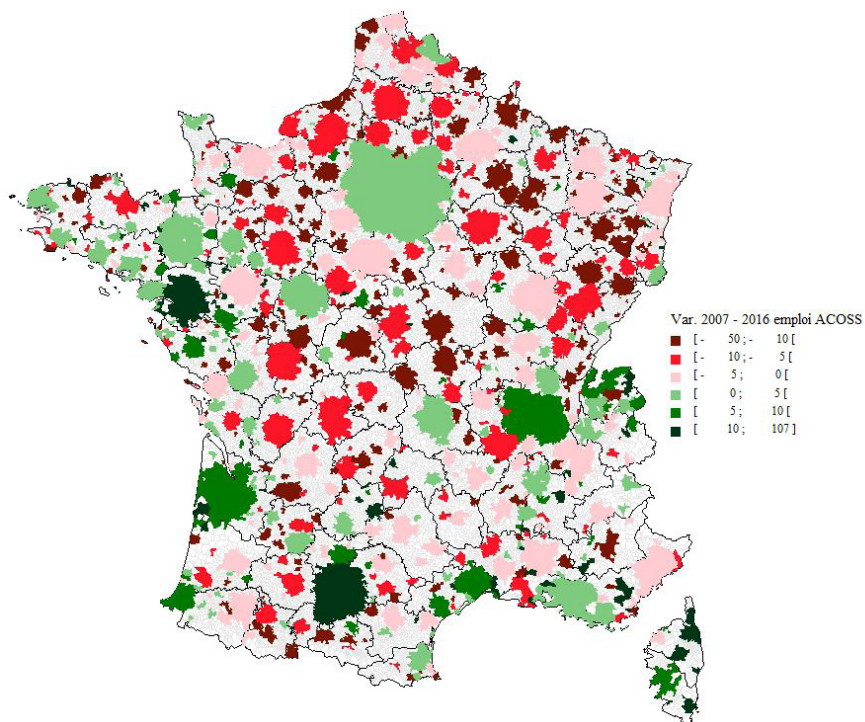 Var. 2007 - 2016 emploi ACOSS
[ - 50 ; - 10 [
[ - 10 ; - 5 [
[ - 5 ; 0 [
[ 0 ; 5 [
[ 5 ; 10 [
[ 10 ; 107 ]